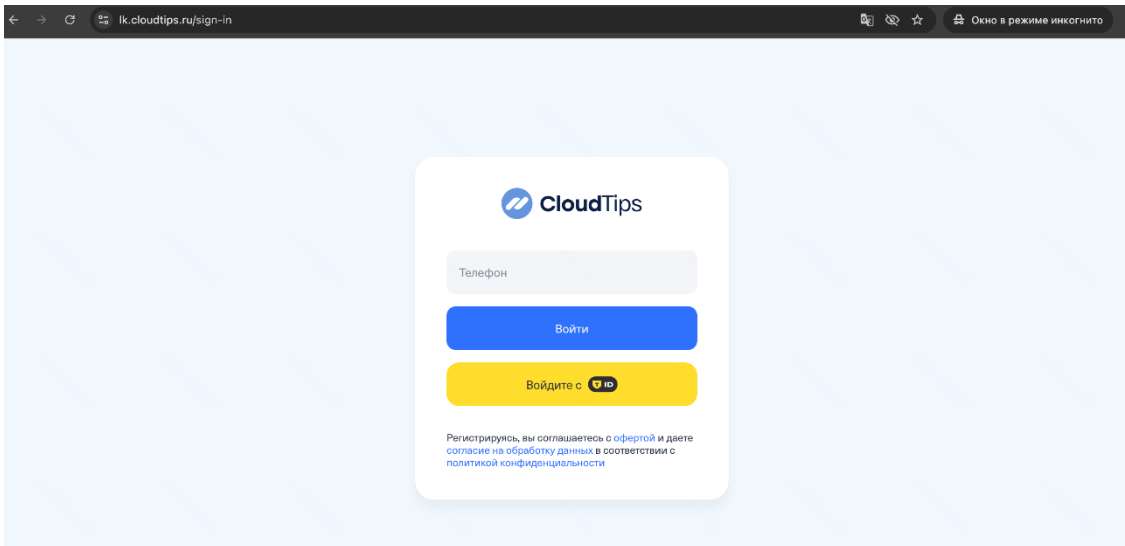 lk.cloudtips.ru/sign-in
Окно в режиме инкогнито
CloudTips
Телефон
Войти
Войдите с T ID
Регистрируясь, вы соглашаетесь с офертой и даете
согласие на обработку данных в соответствии с
политикой конфиденциальности